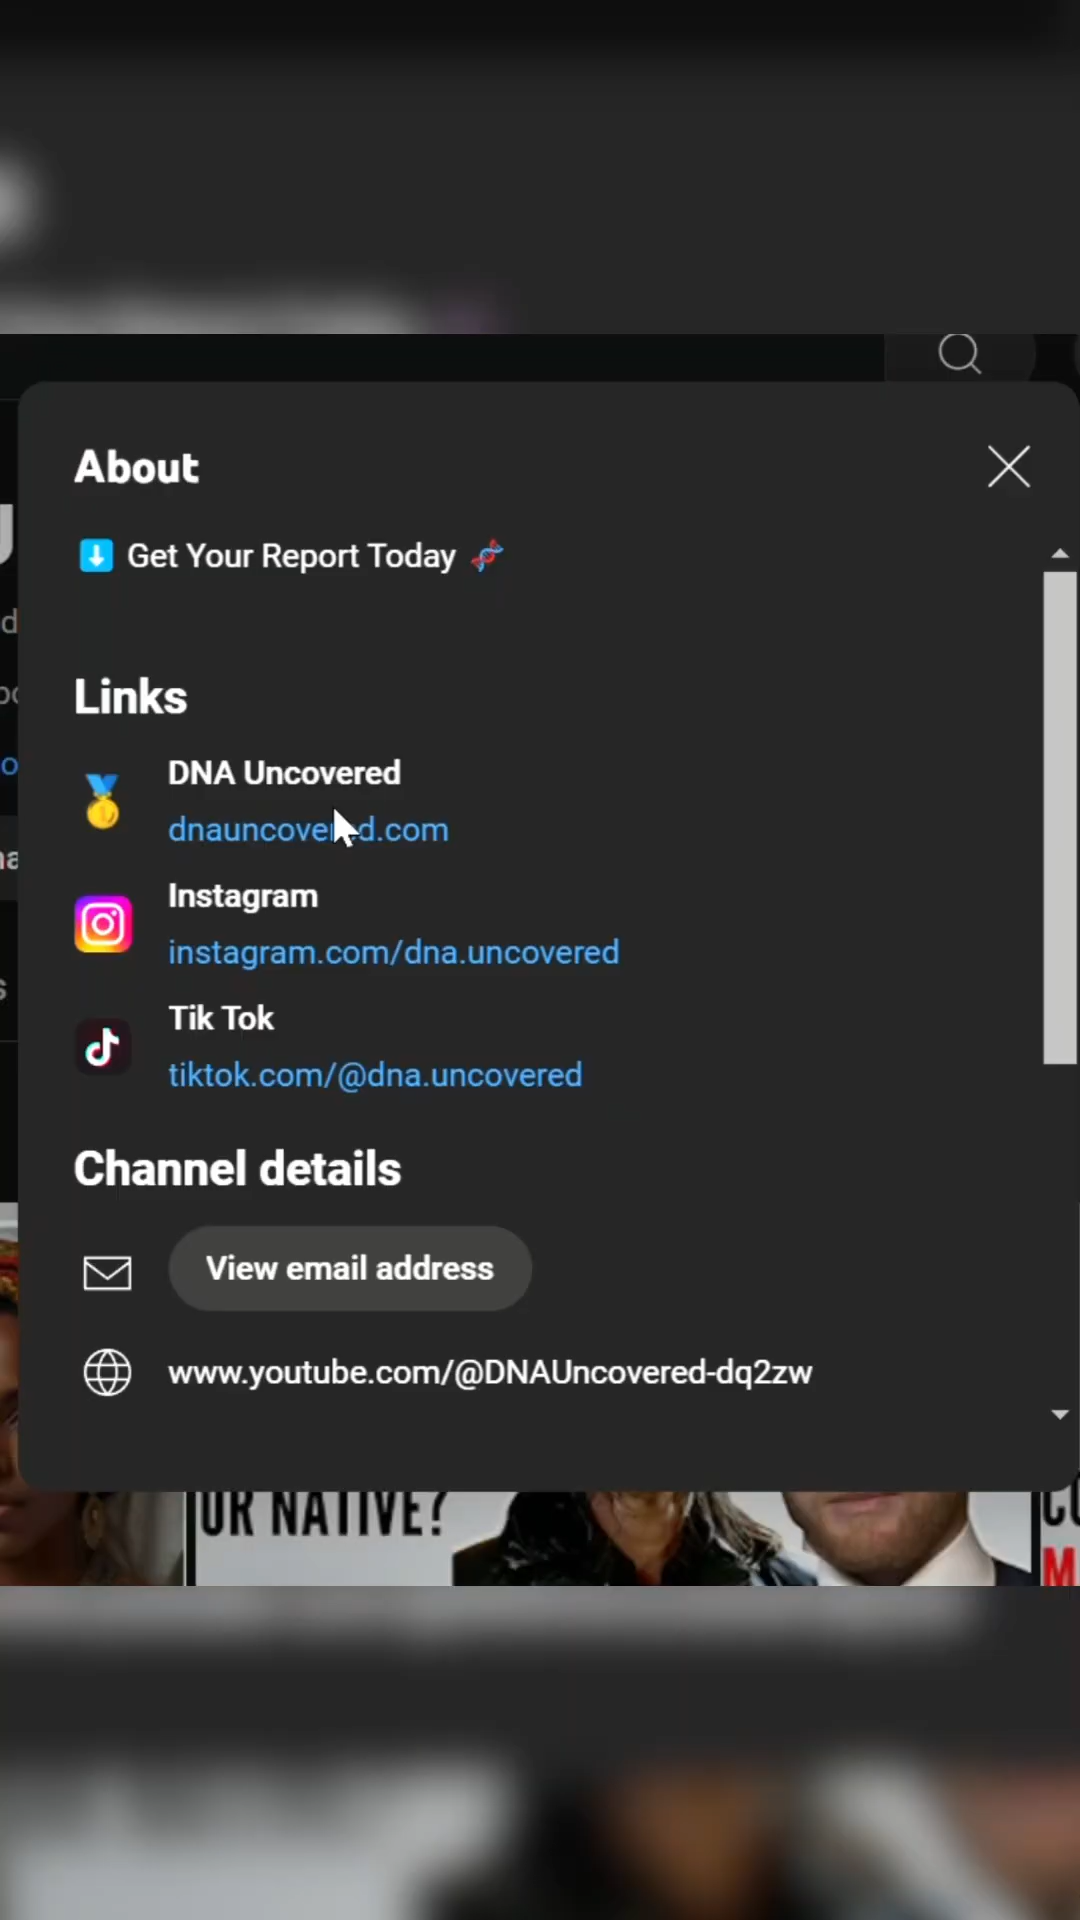 About
⬇️ Get Your Report Today 🧬
Links
DNA Uncovered
dnauncovered.com
Instagram
instagram.com/dna.uncovered
Tik Tok
tiktok.com/@dna.uncovered
Channel details
View email address
www.youtube.com/@DNAUncovered-dq2zw
OR NATIVE?